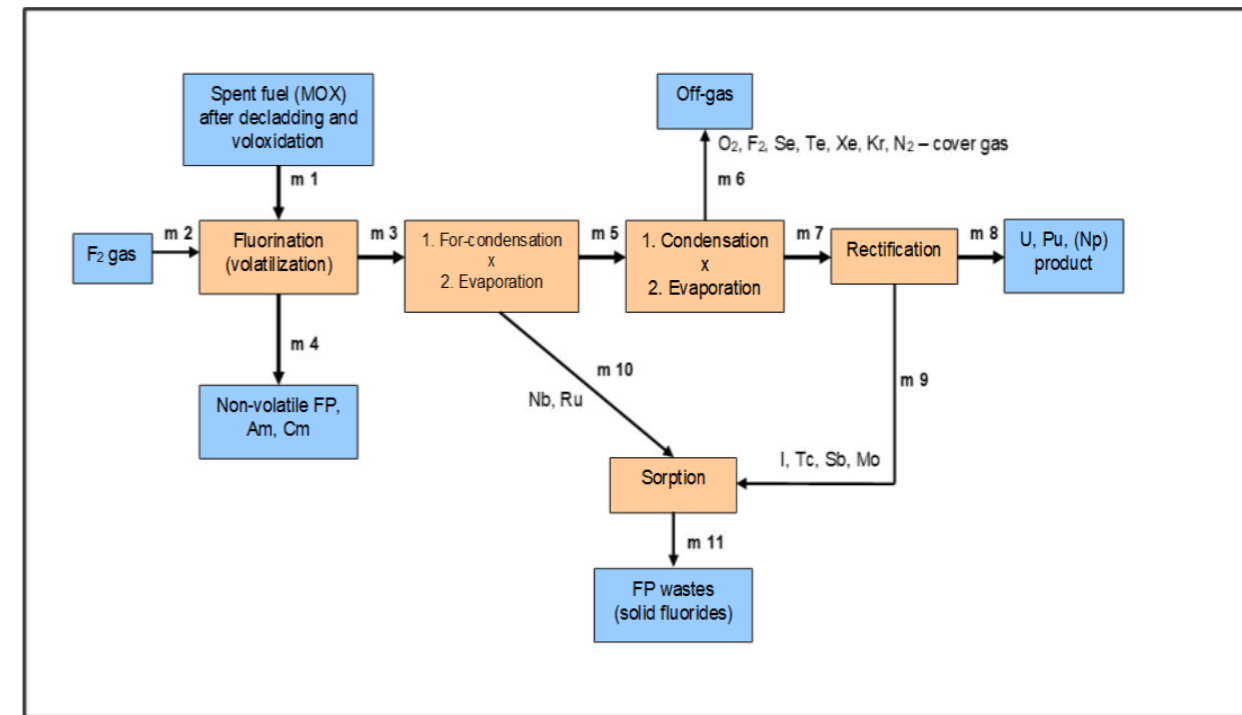 Spent fuel (MOX)
after decladding and
voloxidation
Off-gas
O₂, F₂, Se, Te, Xe, Kr, N₂ – cover gas
m 1
m 6
m 2
F₂ gas
Fluorination
(volatilization)
m 3
1. For-condensation
x
2. Evaporation
m 5
1. Condensation
x
2. Evaporation
m 7
Rectification
m 8
U, Pu, (Np)
product
m 4
m 10
m 9
Non-volatile FP,
Am, Cm
Nb, Ru
I, Tc, Sb, Mo
Sorption
m 11
FP wastes
(solid fluorides)